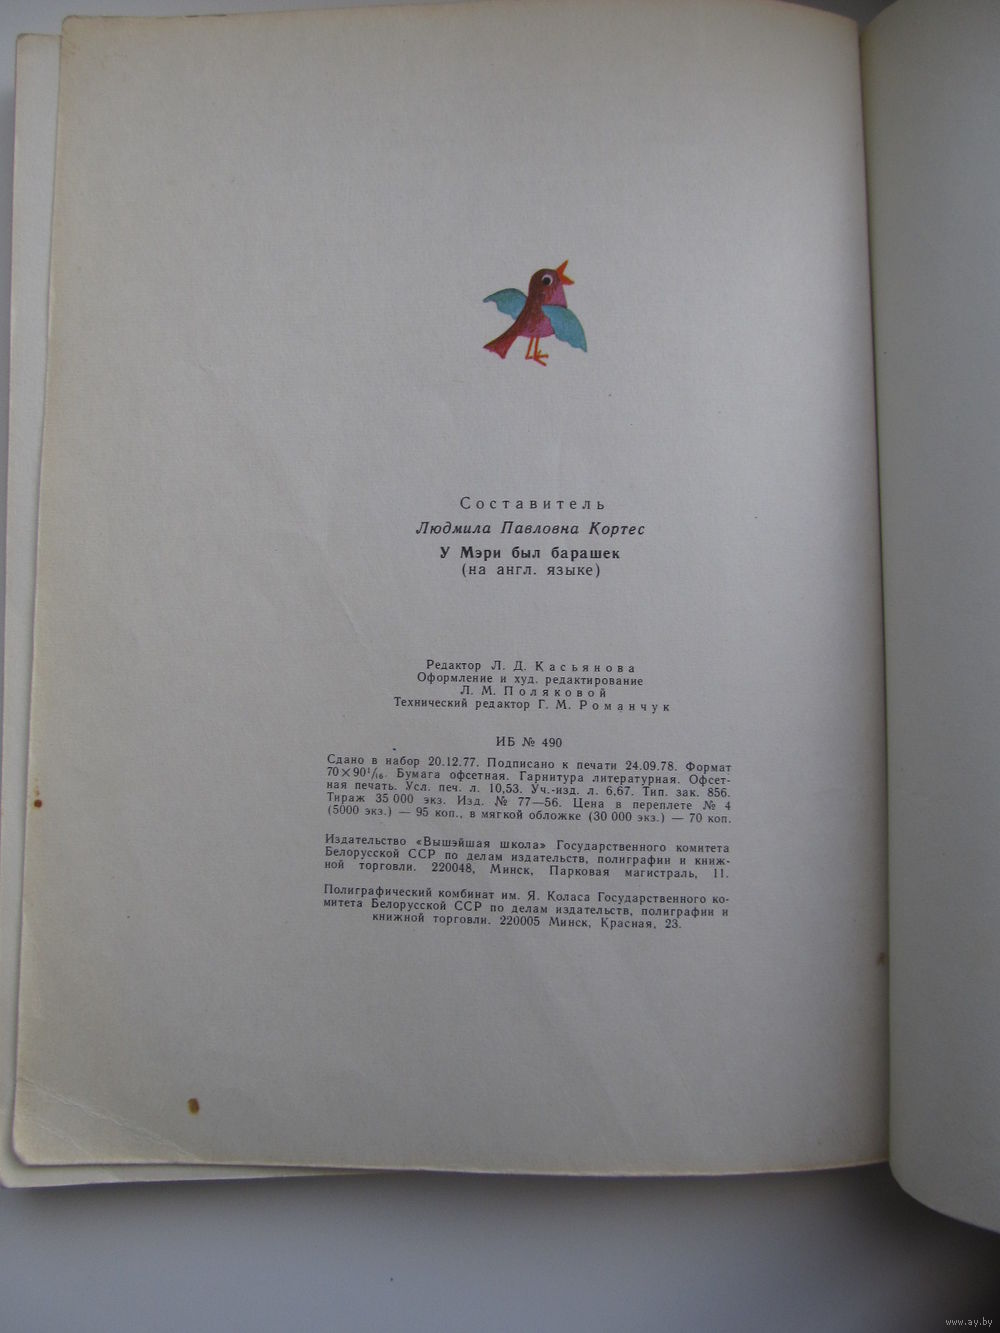 Составитель
Людмила Павловна Кортес
У Мэри был барашек
(на англ. языке)
Редактор Л. Д. Касьянова
Оформление и худ. редактирование
Л. М. Поляковой
Технический редактор Г. М. Романчук
ИБ № 490
Сдано в набор 20.12.77. Подписано к печати 24.09.78. Формат
70×90¹/₁₆. Бумага офсетная. Гарнитура литературная. Офсет-
ная печать. Усл. печ. л. 10,53. Уч.-изд. л. 6,67. Тип. зак. 856.
Тираж 35 000 экз. Изд. № 77—56. Цена в переплете № 4
(5000 экз.) — 95 коп., в мягкой обложке (30 000 экз.) — 70 коп.
Издательство «Вышэйшая школа» Государственного комитета
Белорусской ССР по делам издательств, полиграфии и книж-
ной торговли. 220048, Минск, Парковая магистраль, 11.
Полиграфический комбинат им. Я. Коласа Государственного ко-
митета Белорусской ССР по делам издательств, полиграфии и
книжной торговли. 220005 Минск, Красная, 23.
www.ay.by